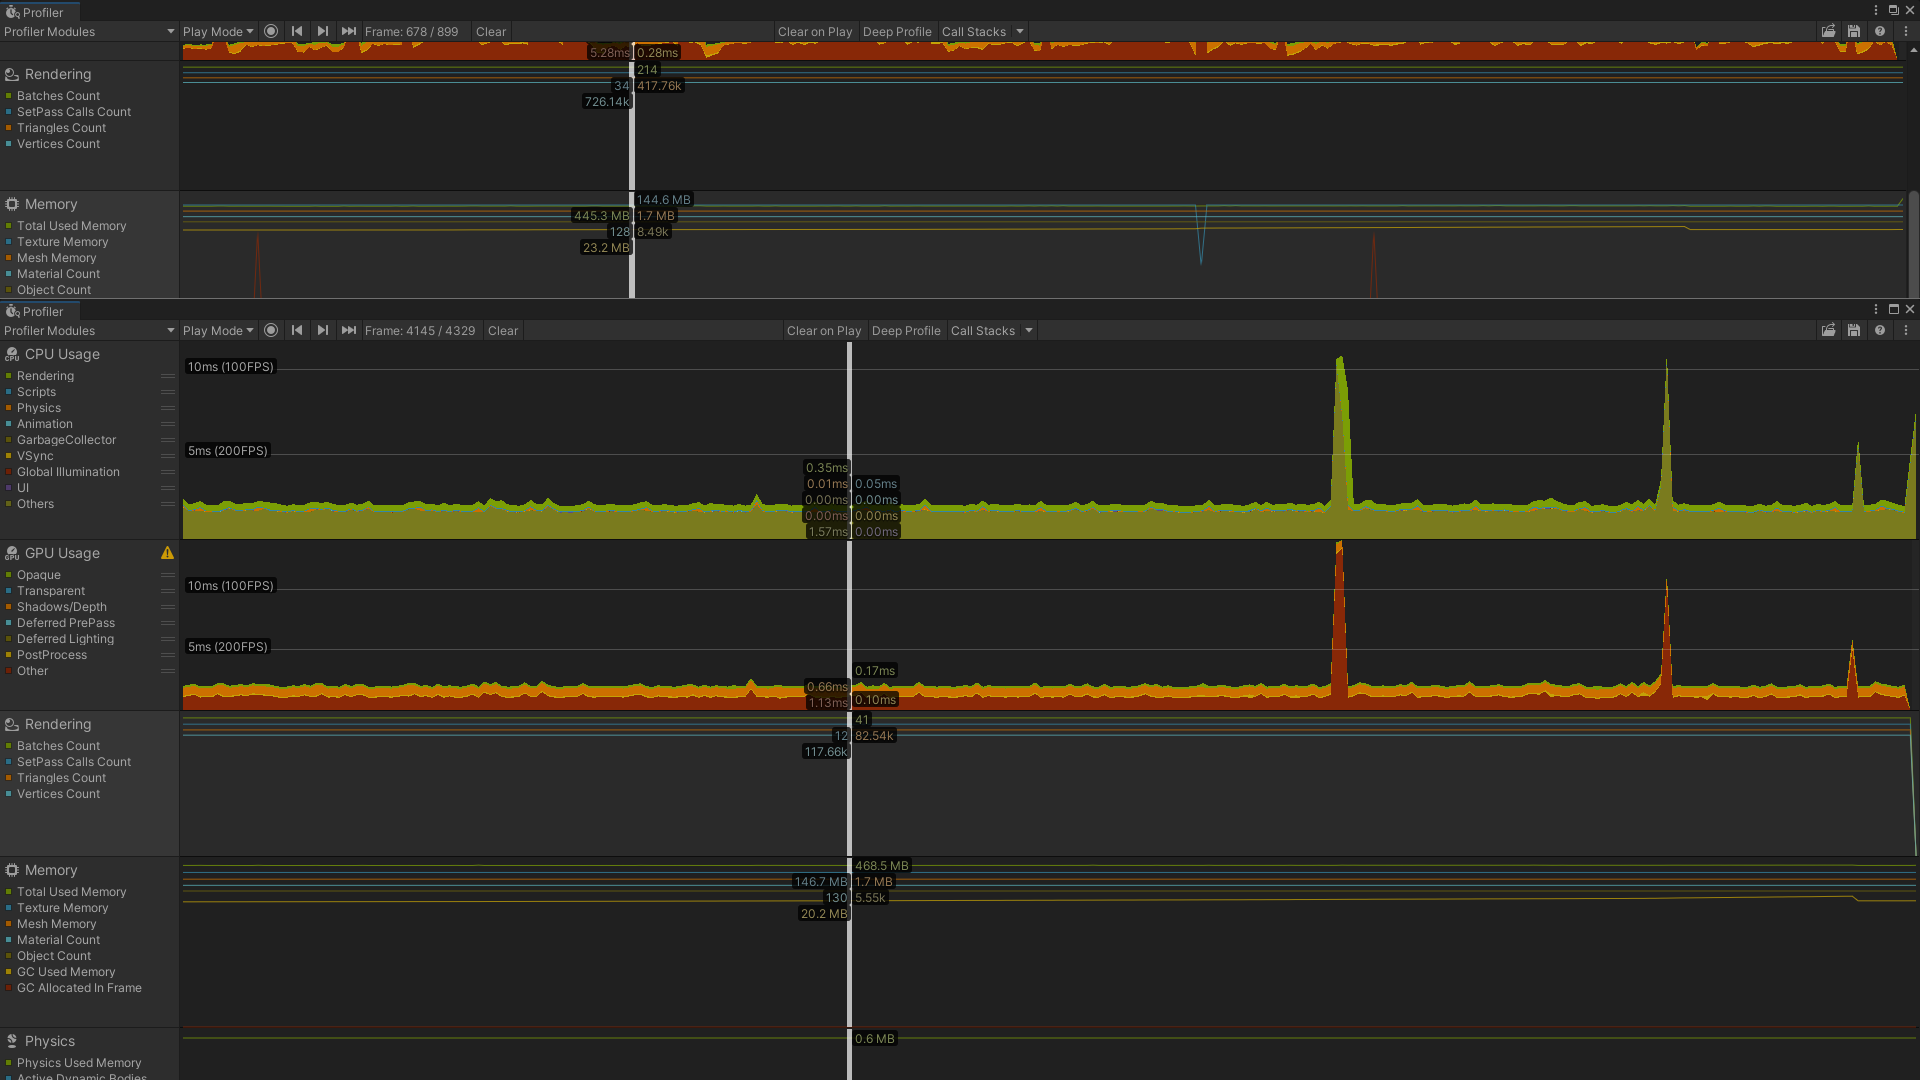 Profiler
Profiler Modules Play Mode Frame: 678 / 899 Clear Clear on Play Deep Profile Call Stacks
5.28ms 0.28ms
Rendering
214
Batches Count
34 417.76k
SetPass Calls Count
726.14k
Triangles Count
Vertices Count
Memory
144.6 MB
445.3 MB 1.7 MB
Total Used Memory
128 8.49k
Texture Memory
23.2 MB
Mesh Memory
Material Count
Object Count
Profiler
Profiler Modules Play Mode Frame: 4145 / 4329 Clear Clear on Play Deep Profile Call Stacks
CPU Usage
10ms (100FPS)
Rendering
Scripts
Physics
Animation
GarbageCollector
5ms (200FPS)
VSync
Global Illumination
0.35ms
UI
0.01ms 0.05ms
Others
0.00ms 0.00ms
0.00ms 0.00ms
1.57ms 0.00ms
GPU Usage
Opaque
10ms (100FPS)
Transparent
Shadows/Depth
Deferred PrePass
Deferred Lighting
5ms (200FPS)
PostProcess
Other
0.17ms
0.66ms
1.13ms 0.10ms
Rendering
41
12 82.54k
Batches Count
117.66k
SetPass Calls Count
Triangles Count
Vertices Count
Memory
468.5 MB
146.7 MB 1.7 MB
Total Used Memory
130 5.55k
Texture Memory
20.2 MB
Mesh Memory
Material Count
Object Count
GC Used Memory
GC Allocated In Frame
Physics
0.6 MB
Physics Used Memory
Active Dynamic Bodies